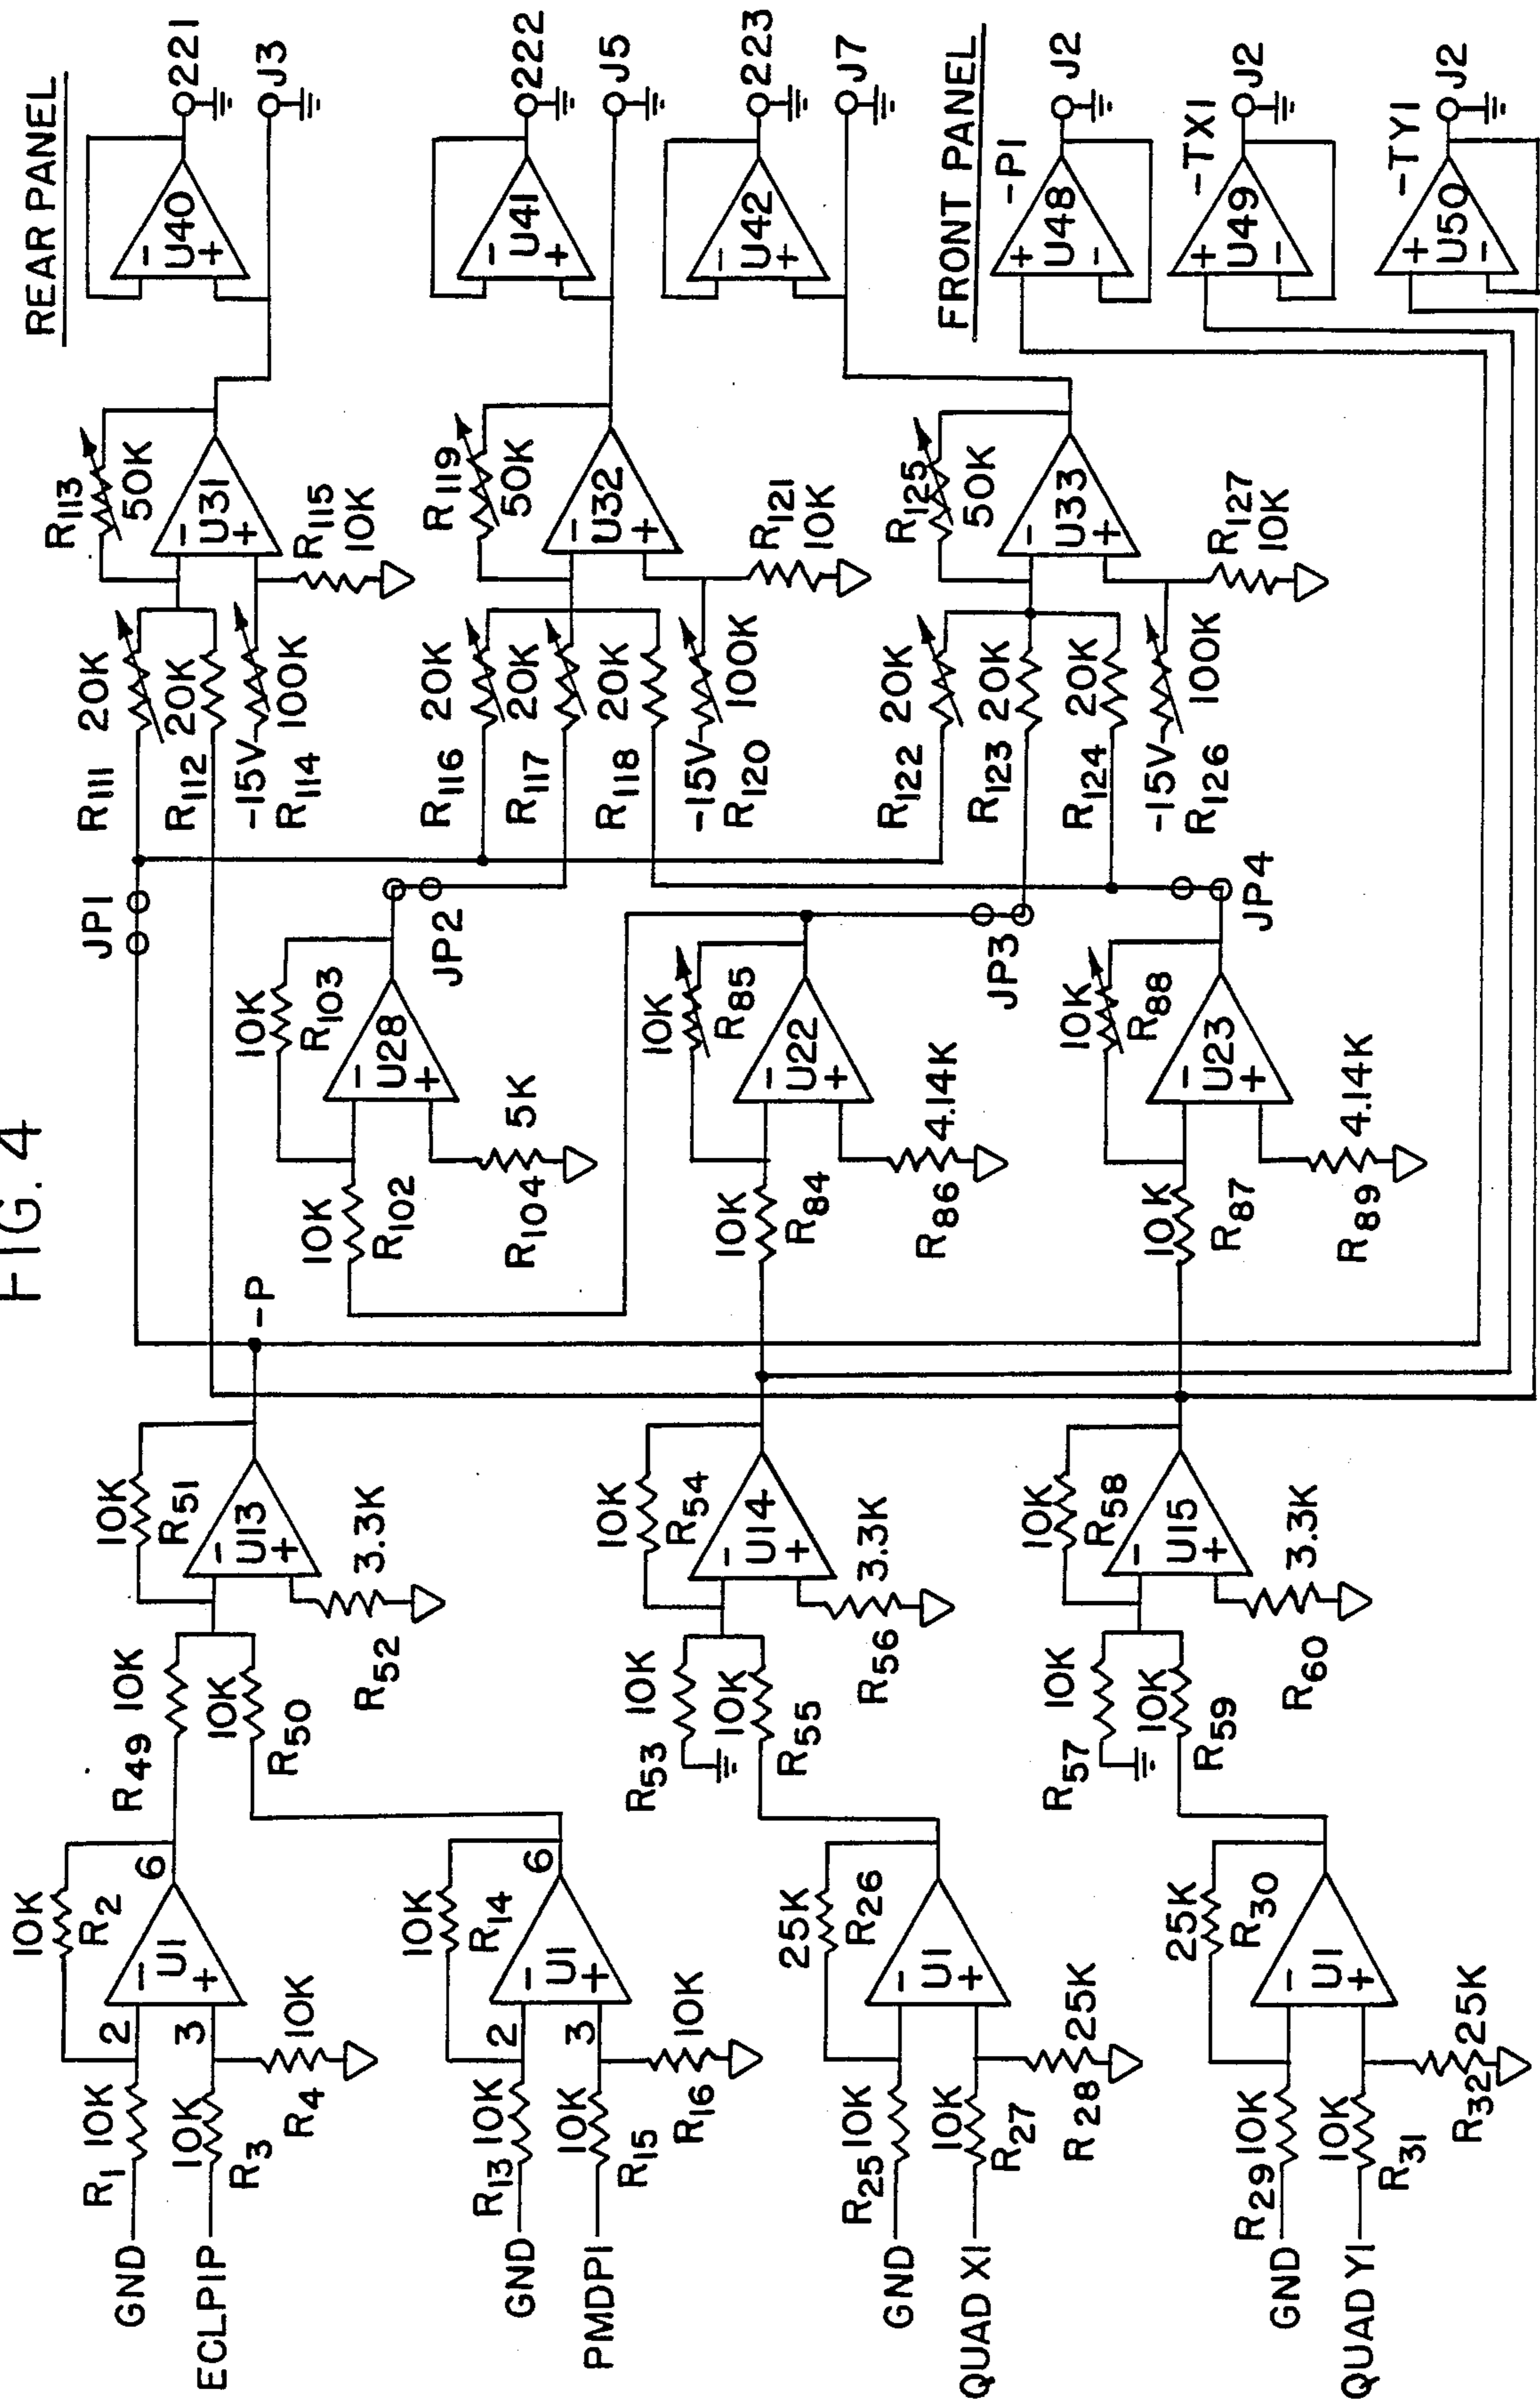 FIG. 4
REAR PANEL
FRONT PANEL
GND
R1 10K
10K
R2
2
3
6
U1
-
+
ECLPIP
10K
R3
R4
10K
R49 10K
10K
R50
10K
R51
-
U13
+
R52
3.3K
-P
GND
R13 10K
10K
R14
2
3
6
-
U1
+
PMDP1
10K
R15
R16
10K
GND
R25 10K
25K
R26
-
U1
+
QUAD X1
10K
R27
R28
25K
R53
10K
10K
R55
10K
R54
-
U14
+
R56
3.3K
GND
R29 10K
25K
R30
-
U1
+
QUAD Y1
10K
R31
R32
25K
R57
10K
10K
R59
10K
R58
-
U15
+
R60
3.3K
10K
R102
10K
R103
-
U28
+
R104
5K
JP1
JP2
10K
R84
10K
R85
-
U22
+
R86
4.14K
JP3
10K
R87
10K
R88
-
U23
+
R89
4.14K
JP4
R111 20K
R112
20K
-15V
R114
100K
R113
50K
-
U31
+
R115
10K
-
U40
+
221
J3
R116
20K
R117
20K
R118
20K
-15V
R120
100K
R119
50K
-
U32
+
R121
10K
-
U41
+
222
J5
R122
20K
R123
20K
R124
20K
-15V
R126
100K
R125
50K
-
U33
+
R127
10K
-
U42
+
223
J7
+
U48
-
-P1
J2
+
U49
-
-TX1
J2
+
U50
-
-TY1
J2